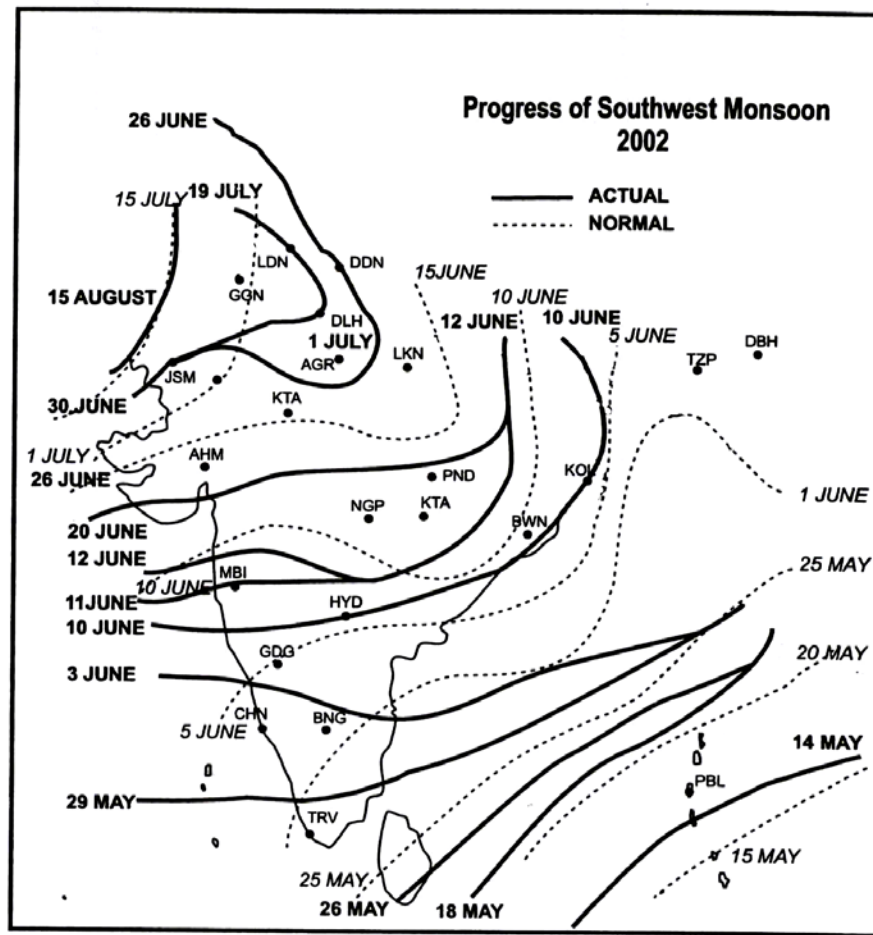 Progress of Southwest Monsoon
2002
ACTUAL
NORMAL
26 JUNE
15 JULY
19 JULY
LDN
DDN
15JUNE
GGN
10 JUNE
15 AUGUST
DLH
12 JUNE
10 JUNE
5 JUNE
1 JULY
DBH
TZP
AGR
LKN
JSM
30 JUNE
KTA
1 JULY
AHM
26 JUNE
PND
KOL
1 JUNE
NGP
KTA
20 JUNE
BWN
12 JUNE
25 MAY
MBI
10 JUNE
11JUNE
HYD
10 JUNE
GDG
20 MAY
3 JUNE
CHN
BNG
5 JUNE
14 MAY
PBL
29 MAY
TRV
15 MAY
25 MAY
26 MAY
18 MAY